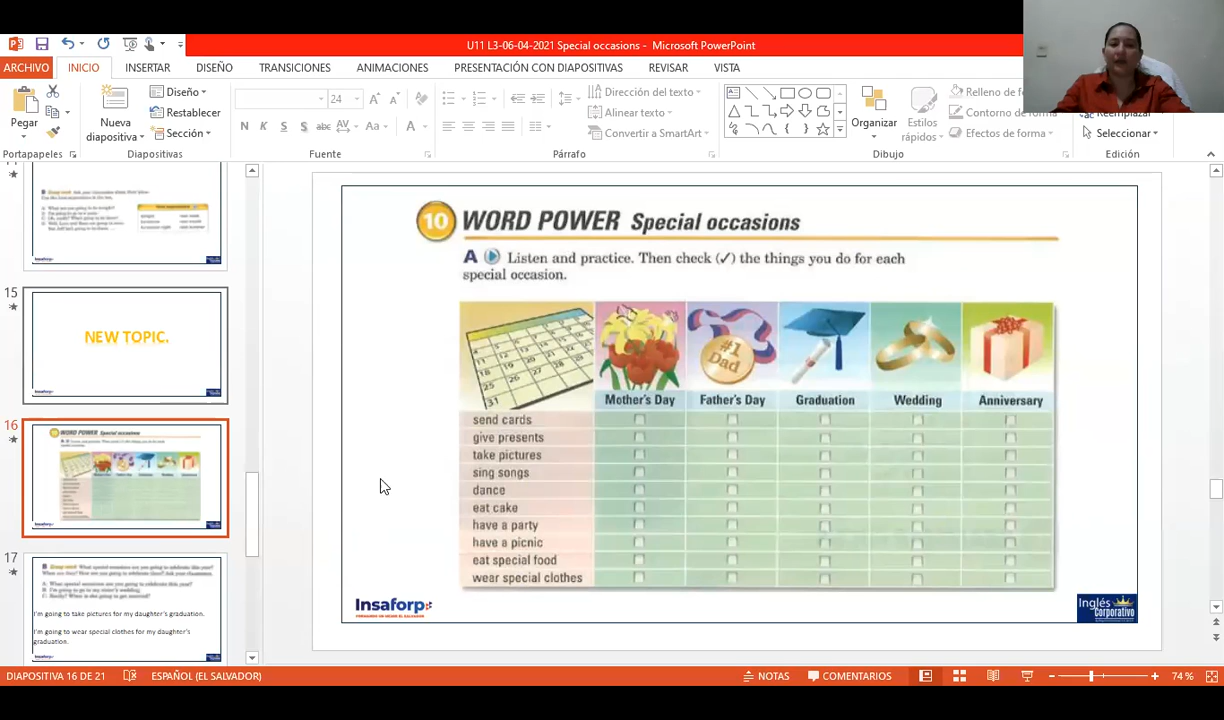 U11 L3-06-04-2021 Special occasions - Microsoft PowerPoint
ARCHIVO INICIO INSERTAR DISEÑO TRANSICIONES ANIMACIONES PRESENTACIÓN CON DIAPOSITIVAS REVISAR VISTA
Pegar
Nueva diapositiva
Diseño
Restablecer
Sección
24
N K S S abc AV Aa A
Dirección del texto
Alinear texto
Convertir a SmartArt
Organizar
Estilos rápidos
Relleno de
Contorno de forma
Efectos de forma
Reemplazar
Seleccionar
Portapapeles Diapositivas Fuente Párrafo Dibujo Edición
15
NEW TOPIC.
16
17
I'm going to take pictures for my daughter's graduation.
I'm going to wear special clothes for my daughter's
graduation.
10 WORD POWER Special occasions
A Listen and practice. Then check (✓) the things you do for each
special occasion.
#1 Dad
Mother's Day Father's Day Graduation Wedding Anniversary
send cards
give presents
take pictures
sing songs
dance
eat cake
have a party
have a picnic
eat special food
wear special clothes
Insaforp
Inglés Corporativo
DIAPOSITIVA 16 DE 21 ESPAÑOL (EL SALVADOR) NOTAS COMENTARIOS 74 %